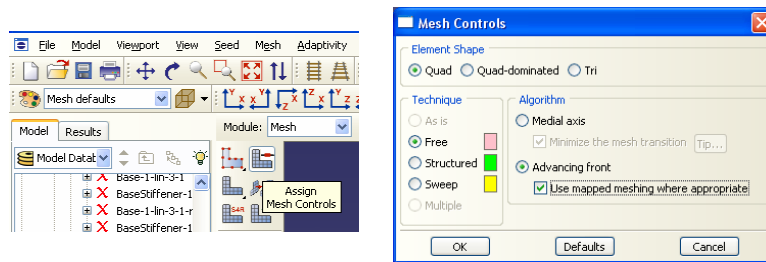 File Model Viewport View Seed Mesh Adaptivity
Mesh defaults
Model Results
Module: Mesh
Model Datab
Base-1-lin-3-1
BaseStiffener-1
Base-1-lin-3-1-r
BaseStiffener-1
Assign
Mesh Controls
S4R
Mesh Controls
Element Shape
Quad Quad-dominated Tri
Technique
As is
Free
Structured
Sweep
Multiple
Algorithm
Medial axis
Minimize the mesh transition Tip...
Advancing front
Use mapped meshing where appropriate
OK Defaults Cancel